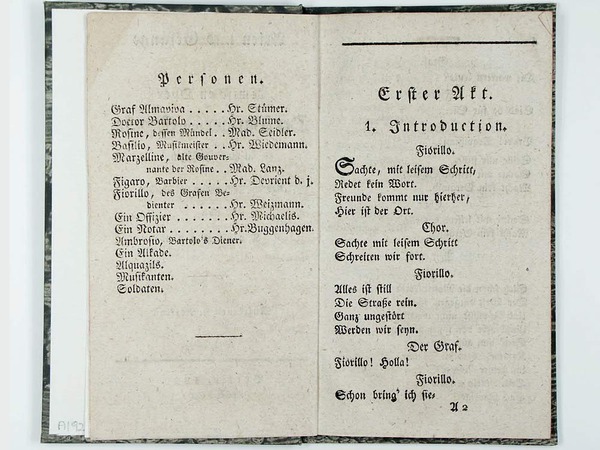 Personen.
Graf Almaviva . . . . . Hr. Stümer.
Doctor Bartolo . . . . . Hr. Blume.
Rosine, dessen Mündel . . Mad. Seidler.
Basilio, Musikmeister . . Hr. Wiedemann.
Marzelline, alte Gouver-
nante der Rosine . . Mad. Lanz.
Figaro, Barbier . . . . . Hr. Devrient d. j.
Fiorillo, des Grafen Be-
dienter . . . . . . . Hr. Weizmann.
Ein Offizier . . . . . . . Hr. Michaelis.
Ein Notar . . . . . . . . Hr. Buggenhagen.
Ambrosio, Bartolo's Diener.
Ein Alkade.
Alquazils.
Musikanten.
Soldaten.
A192
Erster Akt.
1. Introduction.
Fiorillo.
Sachte, mit leisem Schritt,
Redet kein Wort.
Freunde kommt nur hierher,
Hier ist der Ort.
Chor.
Sachte mit leisem Schritt
Schreiten wir fort.
Fiorillo.
Alles ist still
Die Straße rein.
Ganz ungestört
Werden wir seyn.
Der Graf.
Fiorillo! Holla!
Fiorillo.
Schon bring' ich sie-
A 2